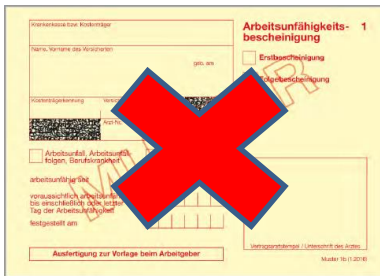 Krankenkasse bzw. Kostenträger
Name, Vorname des Versicherten
geb. am
Kostenträgerkennung
Arbeitsunfähigkeits- 1
bescheinigung
Erstbescheinigung
Folgebescheinigung
Arbeitsunfall, Arbeitsunfall-
folgen, Berufskrankheit
arbeitsunfähig seit
voraussichtlich arbeitsunfähig
bis einschließlich oder letzter
Tag der Arbeitsunfähigkeit
festgestellt am
Ausfertigung zur Vorlage beim Arbeitgeber
Vertragsarztstempel / Unterschrift des Arztes
Muster 1b (1.2016)